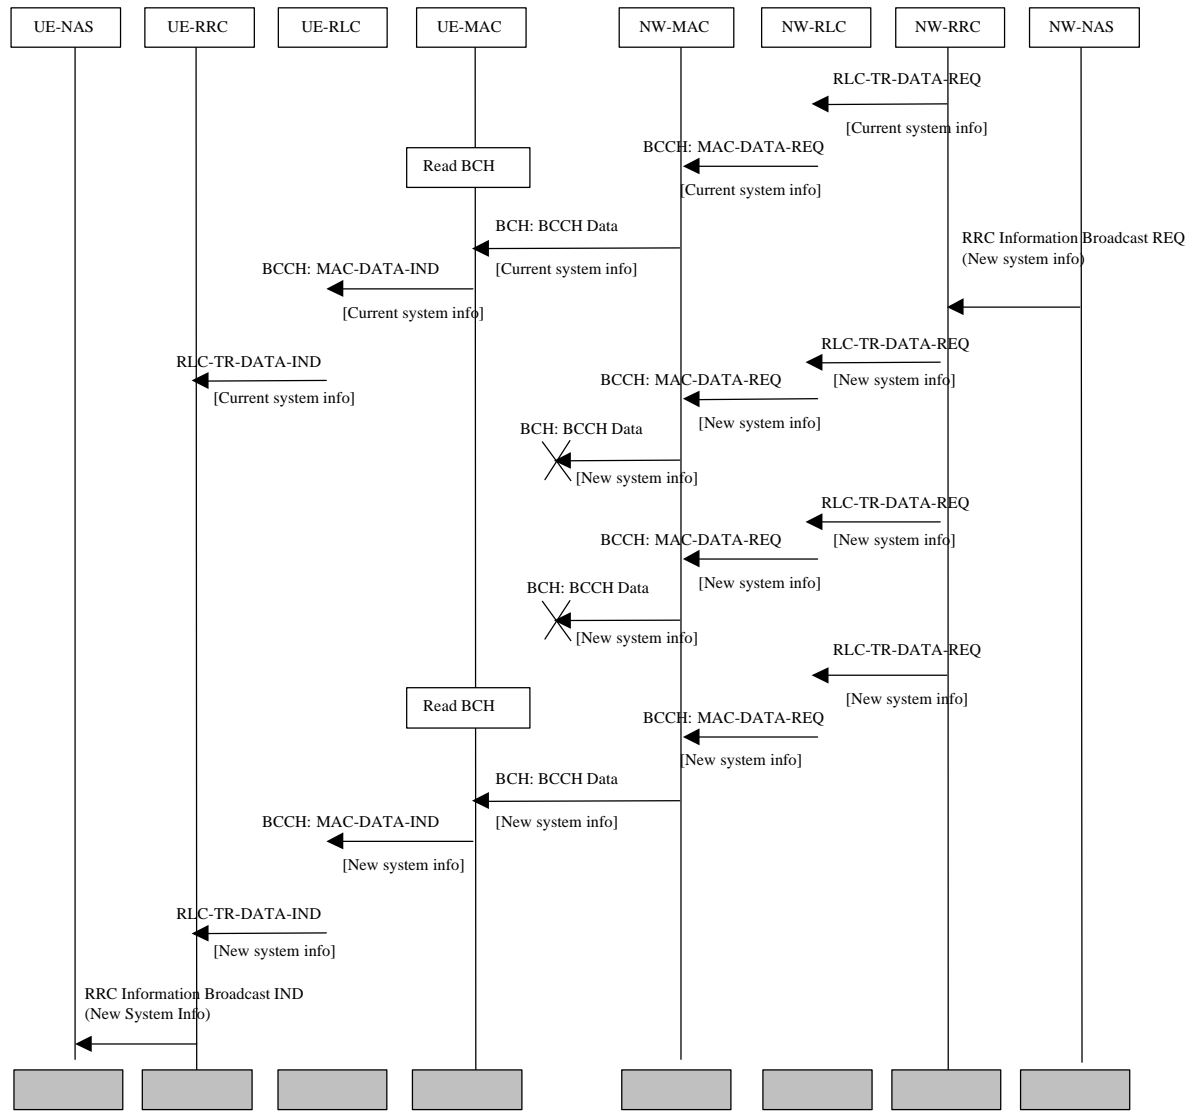 UE-NAS
UE-RRC
UE-RLC
UE-MAC
NW-MAC
NW-RLC
NW-RRC
NW-NAS
RLC-TR-DATA-REQ
[Current system info]
BCCH: MAC-DATA-REQ
Read BCH
[Current system info]
BCH: BCCH Data
RRC Information Broadcast REQ
(New system info)
BCCH: MAC-DATA-IND
[Current system info]
[Current system info]
RLC-TR-DATA-REQ
RLC-TR-DATA-IND
[New system info]
BCCH: MAC-DATA-REQ
[Current system info]
[New system info]
BCH: BCCH Data
[New system info]
RLC-TR-DATA-REQ
[New system info]
BCCH: MAC-DATA-REQ
[New system info]
BCH: BCCH Data
[New system info]
RLC-TR-DATA-REQ
[New system info]
Read BCH
BCCH: MAC-DATA-REQ
[New system info]
BCH: BCCH Data
[New system info]
BCCH: MAC-DATA-IND
[New system info]
RLC-TR-DATA-IND
[New system info]
RRC Information Broadcast IND
(New System Info)